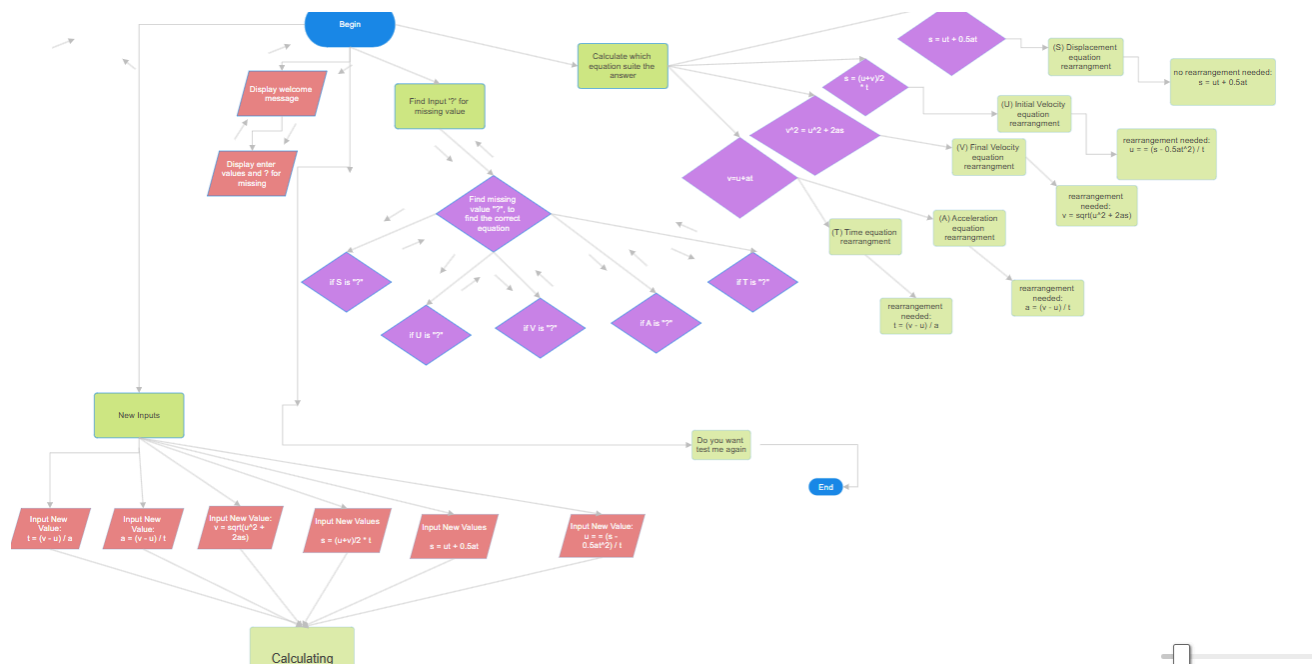 Begin
Calculate which
equation suite the
answer
s = ut + 0.5at
(S) Displacement
equation
rearrangment
no rearrangement needed:
s = ut + 0.5at
s = (u+v)/2
* t
(U) Initial Velocity
equation
rearrangment
rearrangement needed:
u = = (s - 0.5at^2) / t
v^2 = u^2 + 2as
(V) Final Velocity
equation
rearrangment
rearrangement
needed:
v = sqrt(u^2 + 2as)
v=u+at
(T) Time equation
rearrangment
(A) Acceleration
equation
rearrangment
rearrangement
needed:
t = (v - u) / a
rearrangement
needed:
a = (v - u) / t
Display welcome
message
Display enter
values and ? for
missing
Find Input '?' for
missing value
Find missing
value "?", to
find the correct
equation
if S is "?"
if U is "?"
if V is "?"
if A is "?"
if T is "?"
New Inputs
Do you want
test me again
End
Input New
Value:
t = (v - u) / a
Input New
Value:
a = (v - u) / t
Input New Value:
v = sqrt(u^2 +
2as)
Input New Values
s = (u+v)/2 * t
Input New Values
s = ut + 0.5at
Input New Value:
u = = (s -
0.5at^2) / t
Calculating